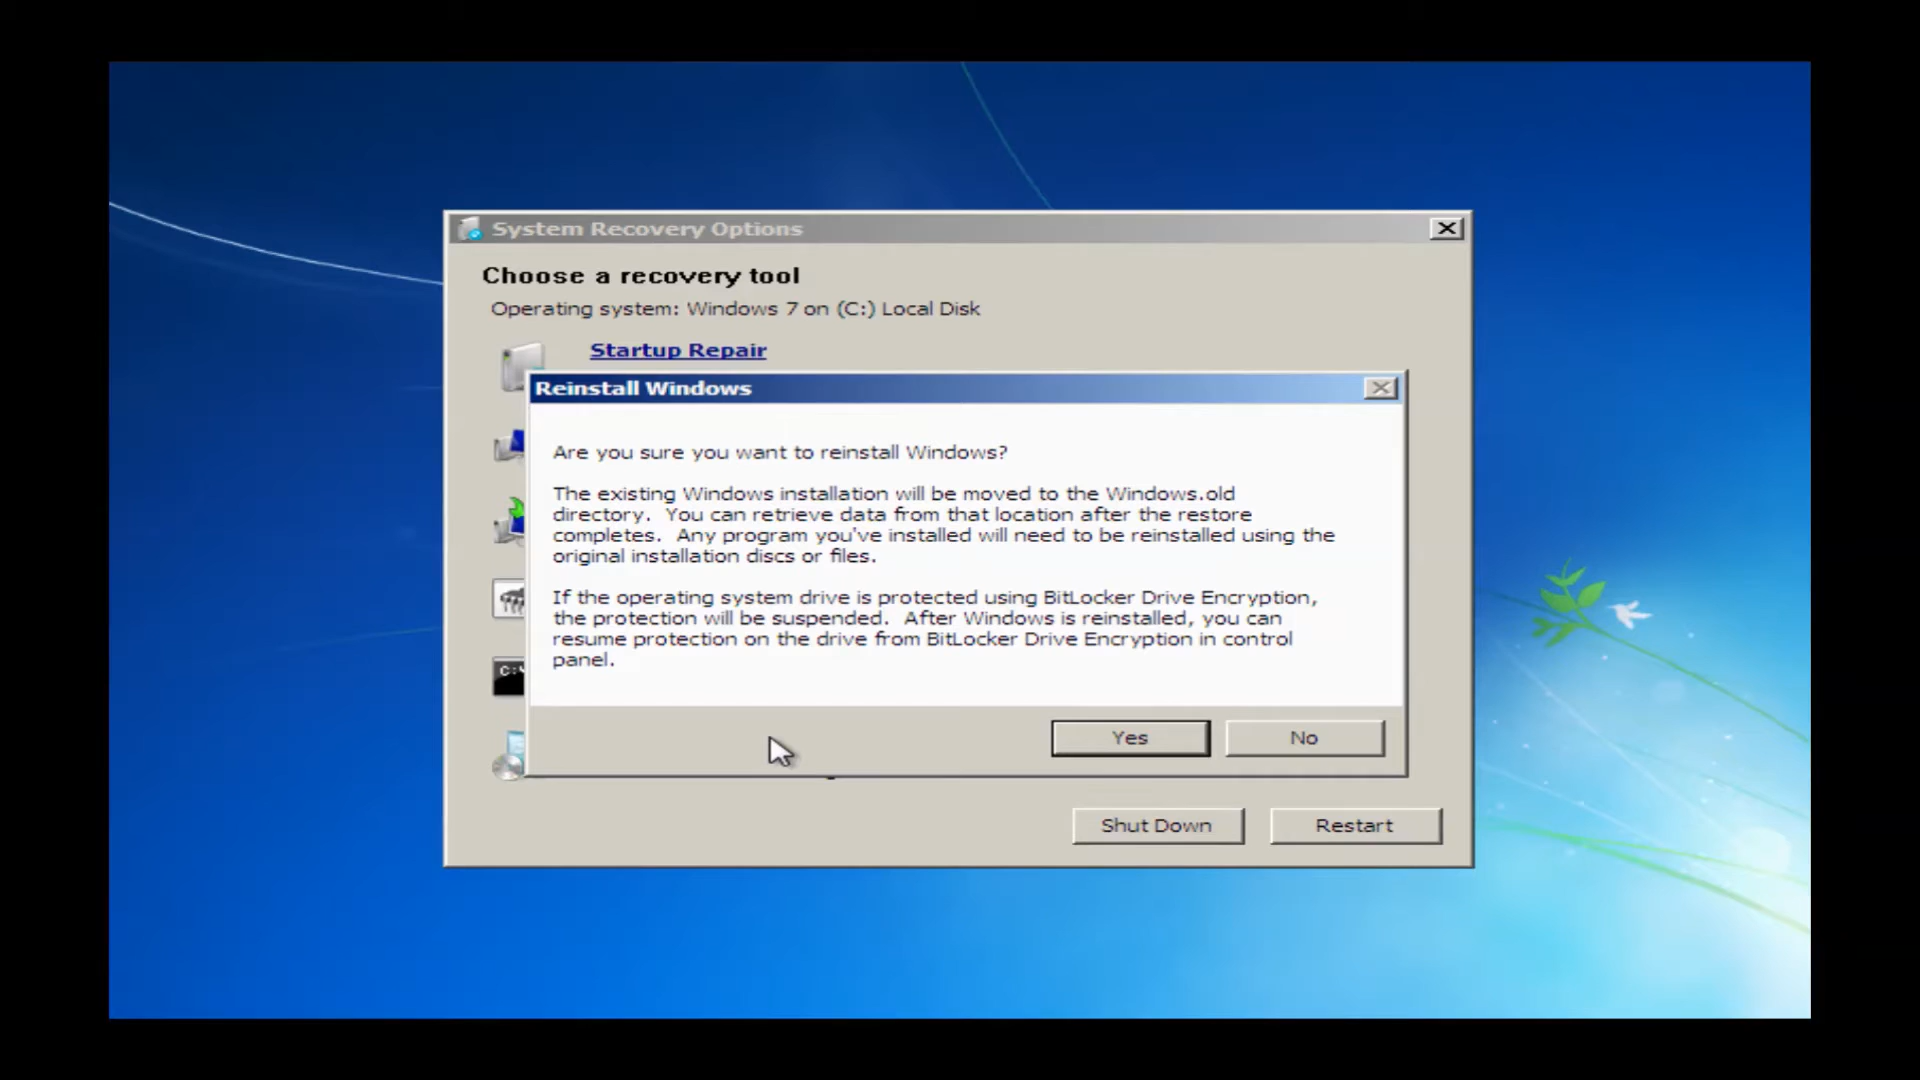 System Recovery Options
Choose a recovery tool
Operating system: Windows 7 on (C:) Local Disk
Startup Repair
Reinstall Windows
Are you sure you want to reinstall Windows?
The existing Windows installation will be moved to the Windows.old
directory.  You can retrieve data from that location after the restore
completes.  Any program you've installed will need to be reinstalled using the
original installation discs or files.
If the operating system drive is protected using BitLocker Drive Encryption,
the protection will be suspended.  After Windows is reinstalled, you can
resume protection on the drive from BitLocker Drive Encryption in control
panel.
C:\
Yes No
Shut Down Restart